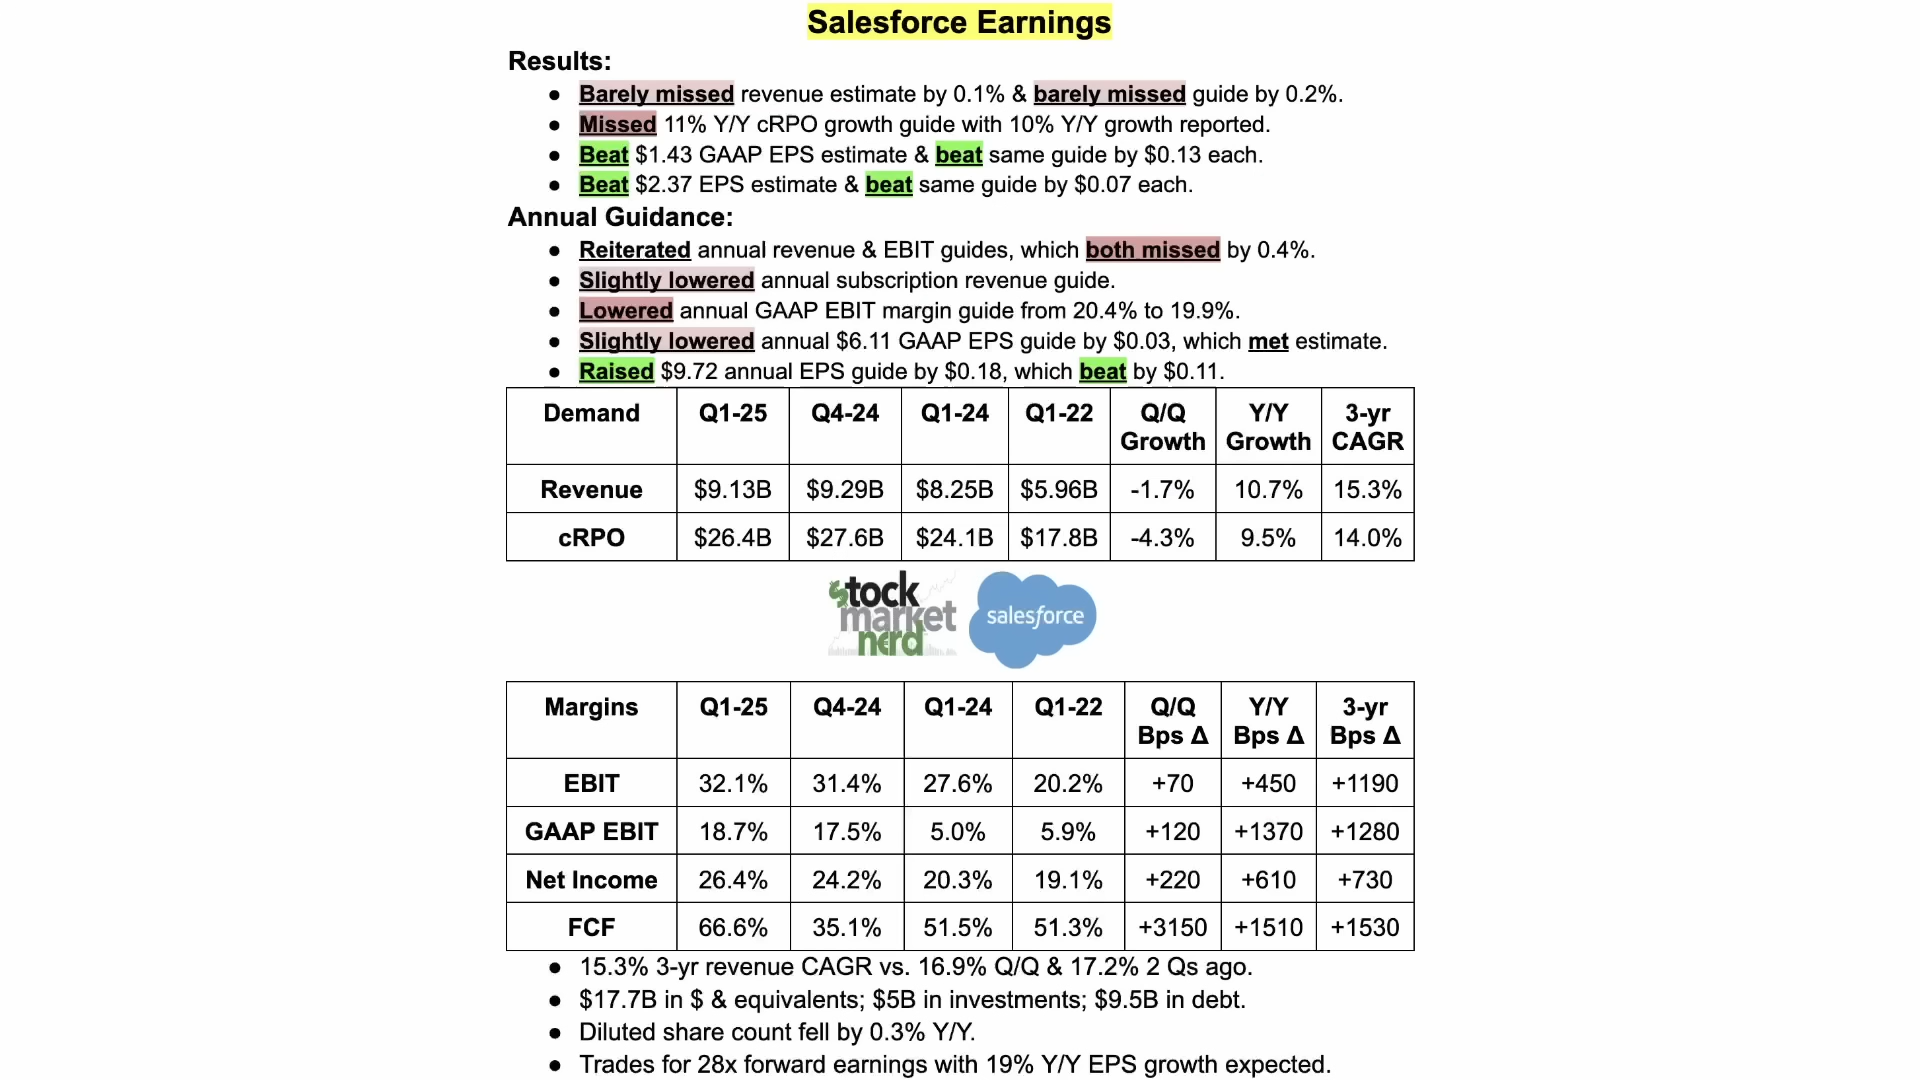 Salesforce Earnings
Results:
● Barely missed revenue estimate by 0.1% & barely missed guide by 0.2%.
● Missed 11% Y/Y cRPO growth guide with 10% Y/Y growth reported.
● Beat $1.43 GAAP EPS estimate & beat same guide by $0.13 each.
● Beat $2.37 EPS estimate & beat same guide by $0.07 each.
Annual Guidance:
● Reiterated annual revenue & EBIT guides, which both missed by 0.4%.
● Slightly lowered annual subscription revenue guide.
● Lowered annual GAAP EBIT margin guide from 20.4% to 19.9%.
● Slightly lowered annual $6.11 GAAP EPS guide by $0.03, which met estimate.
● Raised $9.72 annual EPS guide by $0.18, which beat by $0.11.
Demand Q1-25 Q4-24 Q1-24 Q1-22 Q/Q Growth Y/Y Growth 3-yr CAGR
Revenue $9.13B $9.29B $8.25B $5.96B -1.7% 10.7% 15.3%
cRPO $26.4B $27.6B $24.1B $17.8B -4.3% 9.5% 14.0%
$tock
market
nerd
salesforce
Margins Q1-25 Q4-24 Q1-24 Q1-22 Q/Q Bps Δ Y/Y Bps Δ 3-yr Bps Δ
EBIT 32.1% 31.4% 27.6% 20.2% +70 +450 +1190
GAAP EBIT 18.7% 17.5% 5.0% 5.9% +120 +1370 +1280
Net Income 26.4% 24.2% 20.3% 19.1% +220 +610 +730
FCF 66.6% 35.1% 51.5% 51.3% +3150 +1510 +1530
● 15.3% 3-yr revenue CAGR vs. 16.9% Q/Q & 17.2% 2 Qs ago.
● $17.7B in $ & equivalents; $5B in investments; $9.5B in debt.
● Diluted share count fell by 0.3% Y/Y.
● Trades for 28x forward earnings with 19% Y/Y EPS growth expected.